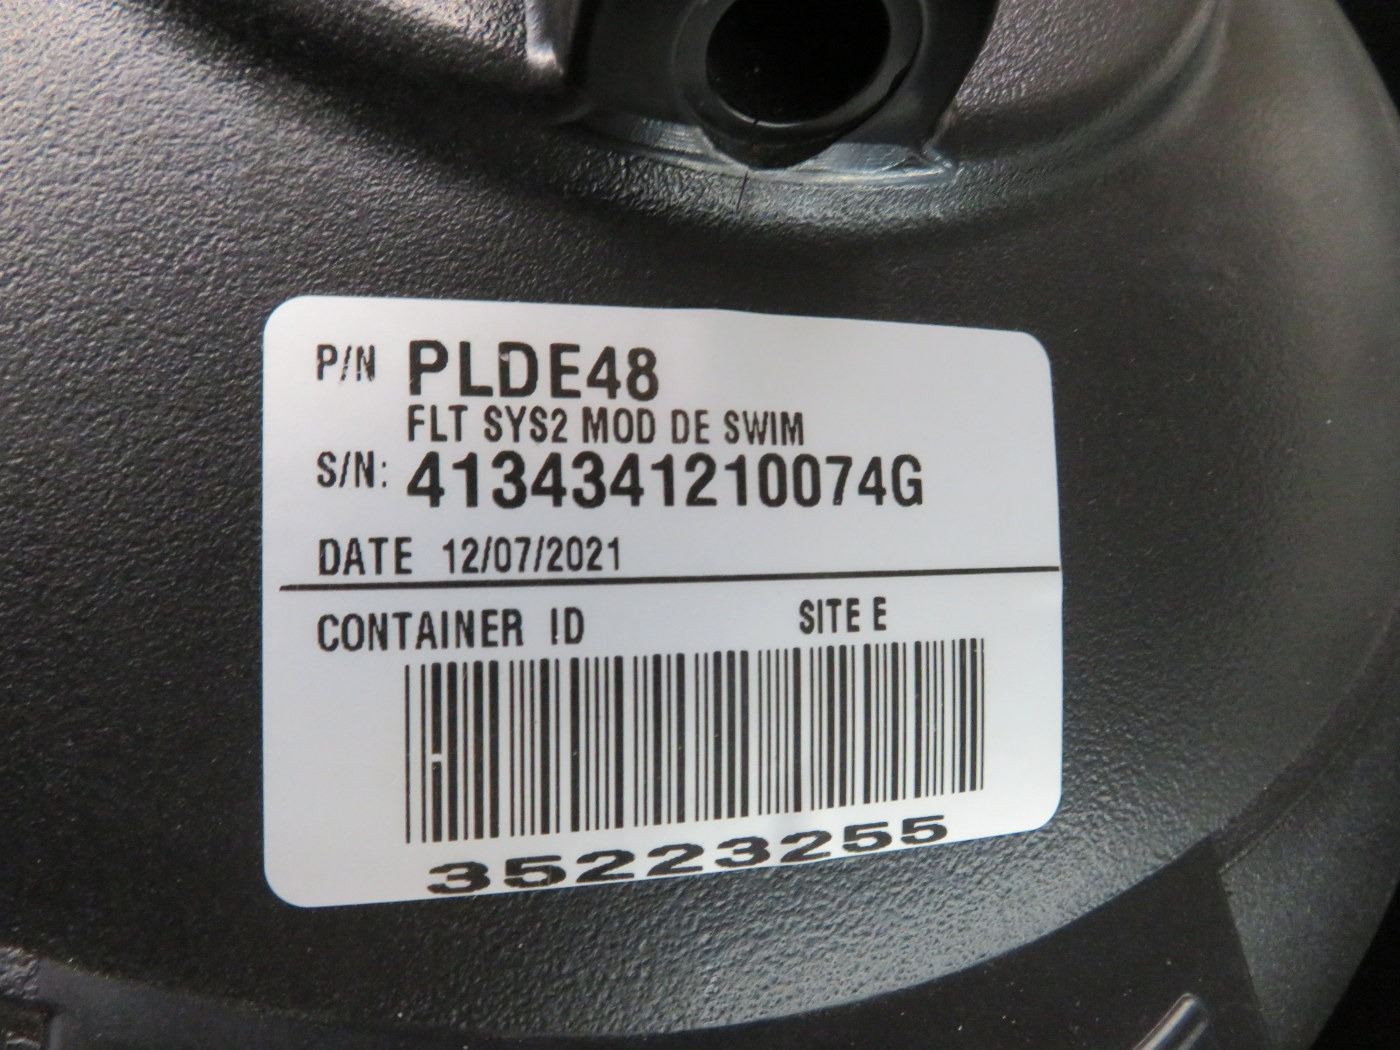 P/N PLDE48
FLT SYS2 MOD DE SWIM
S/N: 4134341210074G
DATE 12/07/2021
CONTAINER ID SITE E
35223255